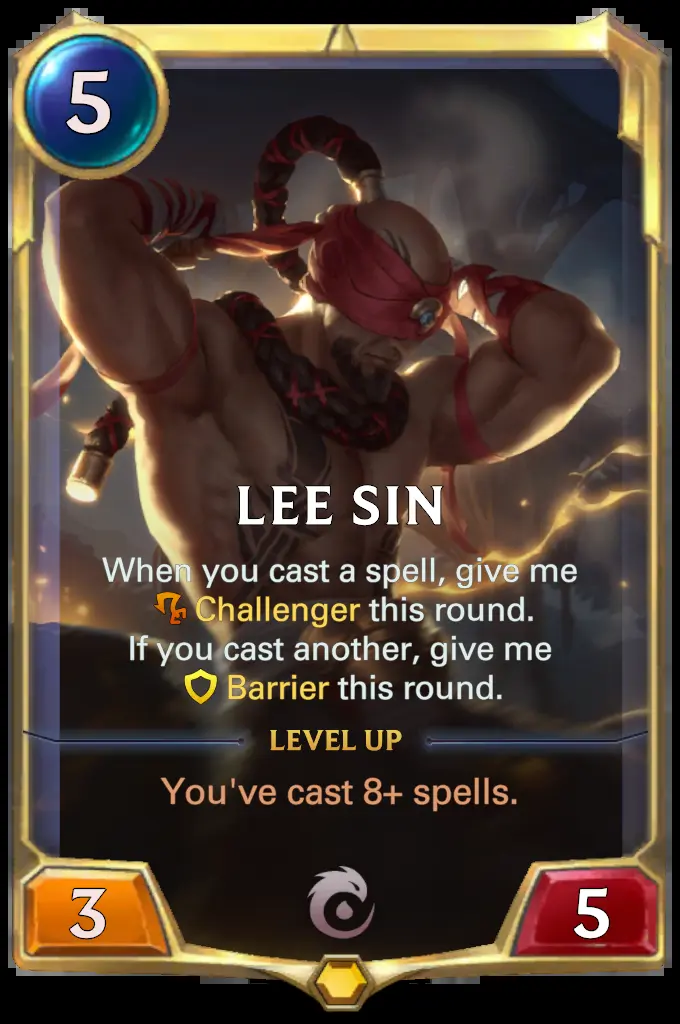 5
LEE SIN
When you cast a spell, give me
Challenger this round.
If you cast another, give me
Barrier this round.
LEVEL UP
You've cast 8+ spells.
3
5